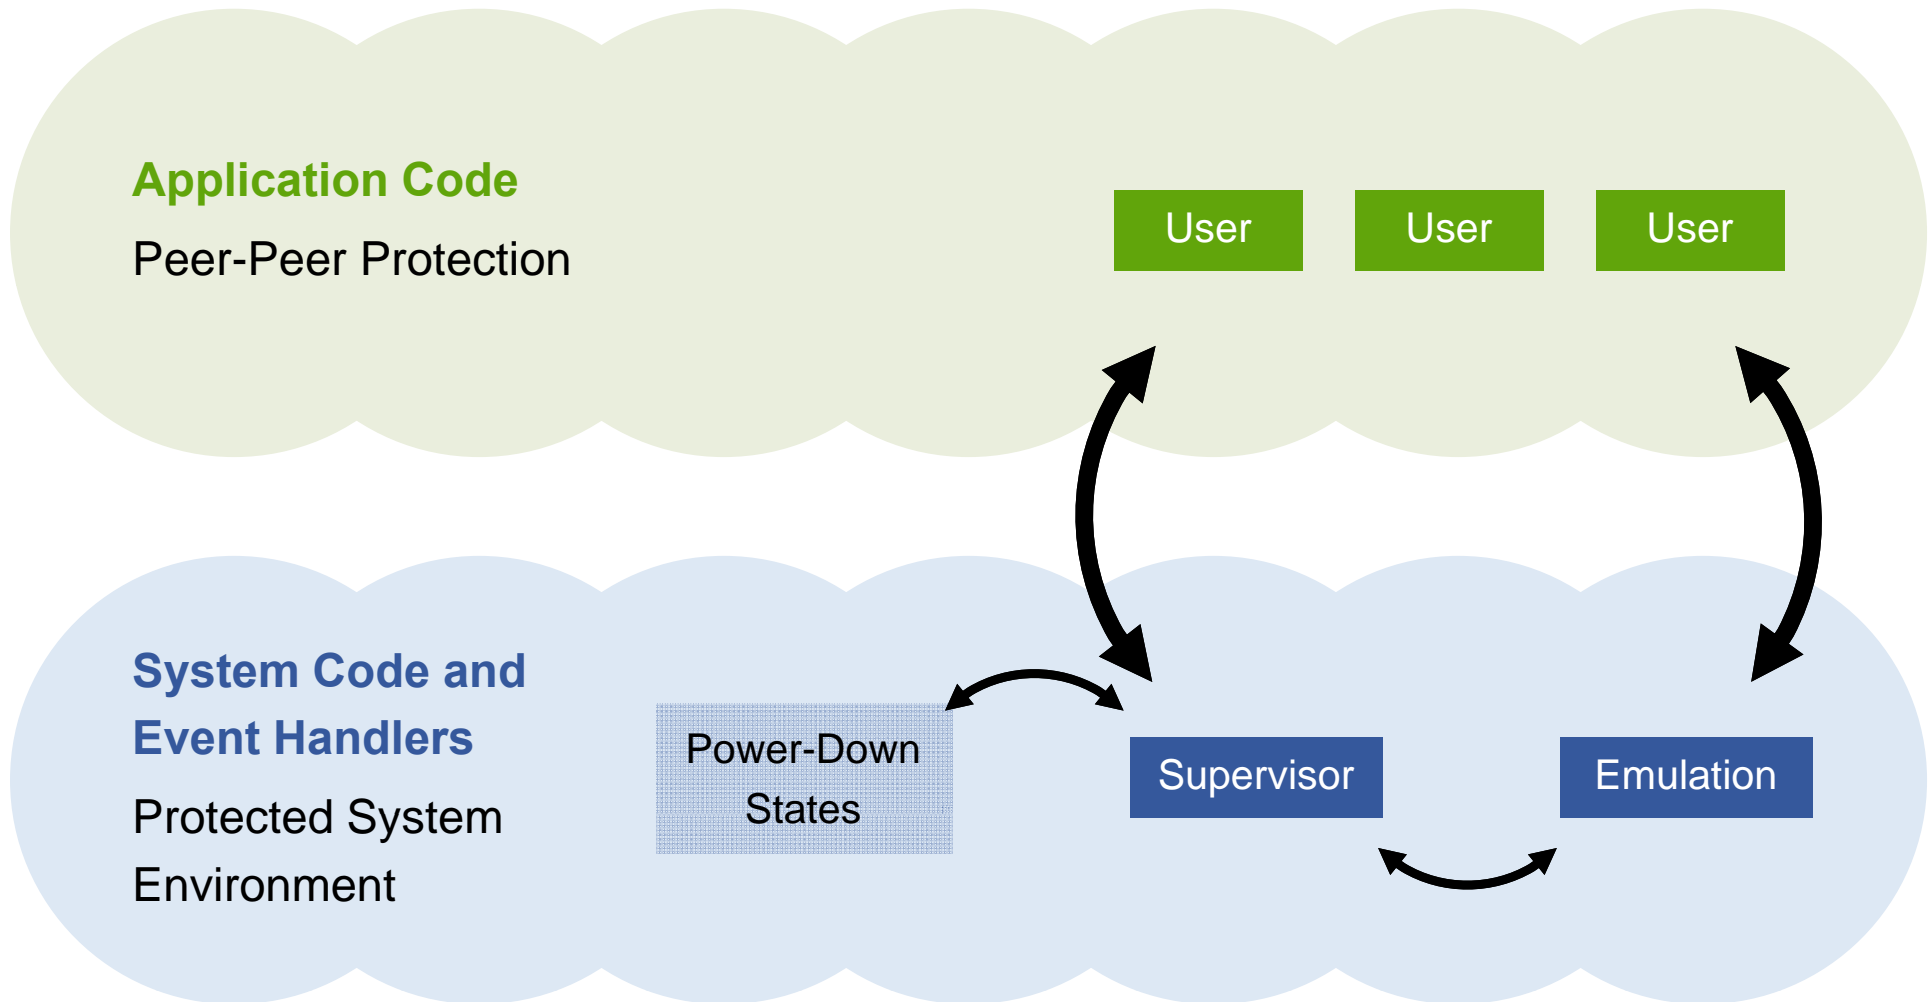 Application Code
Peer-Peer Protection
User
User
User
System Code and
Event Handlers
Protected System
Environment
Power-Down
States
Supervisor
Emulation